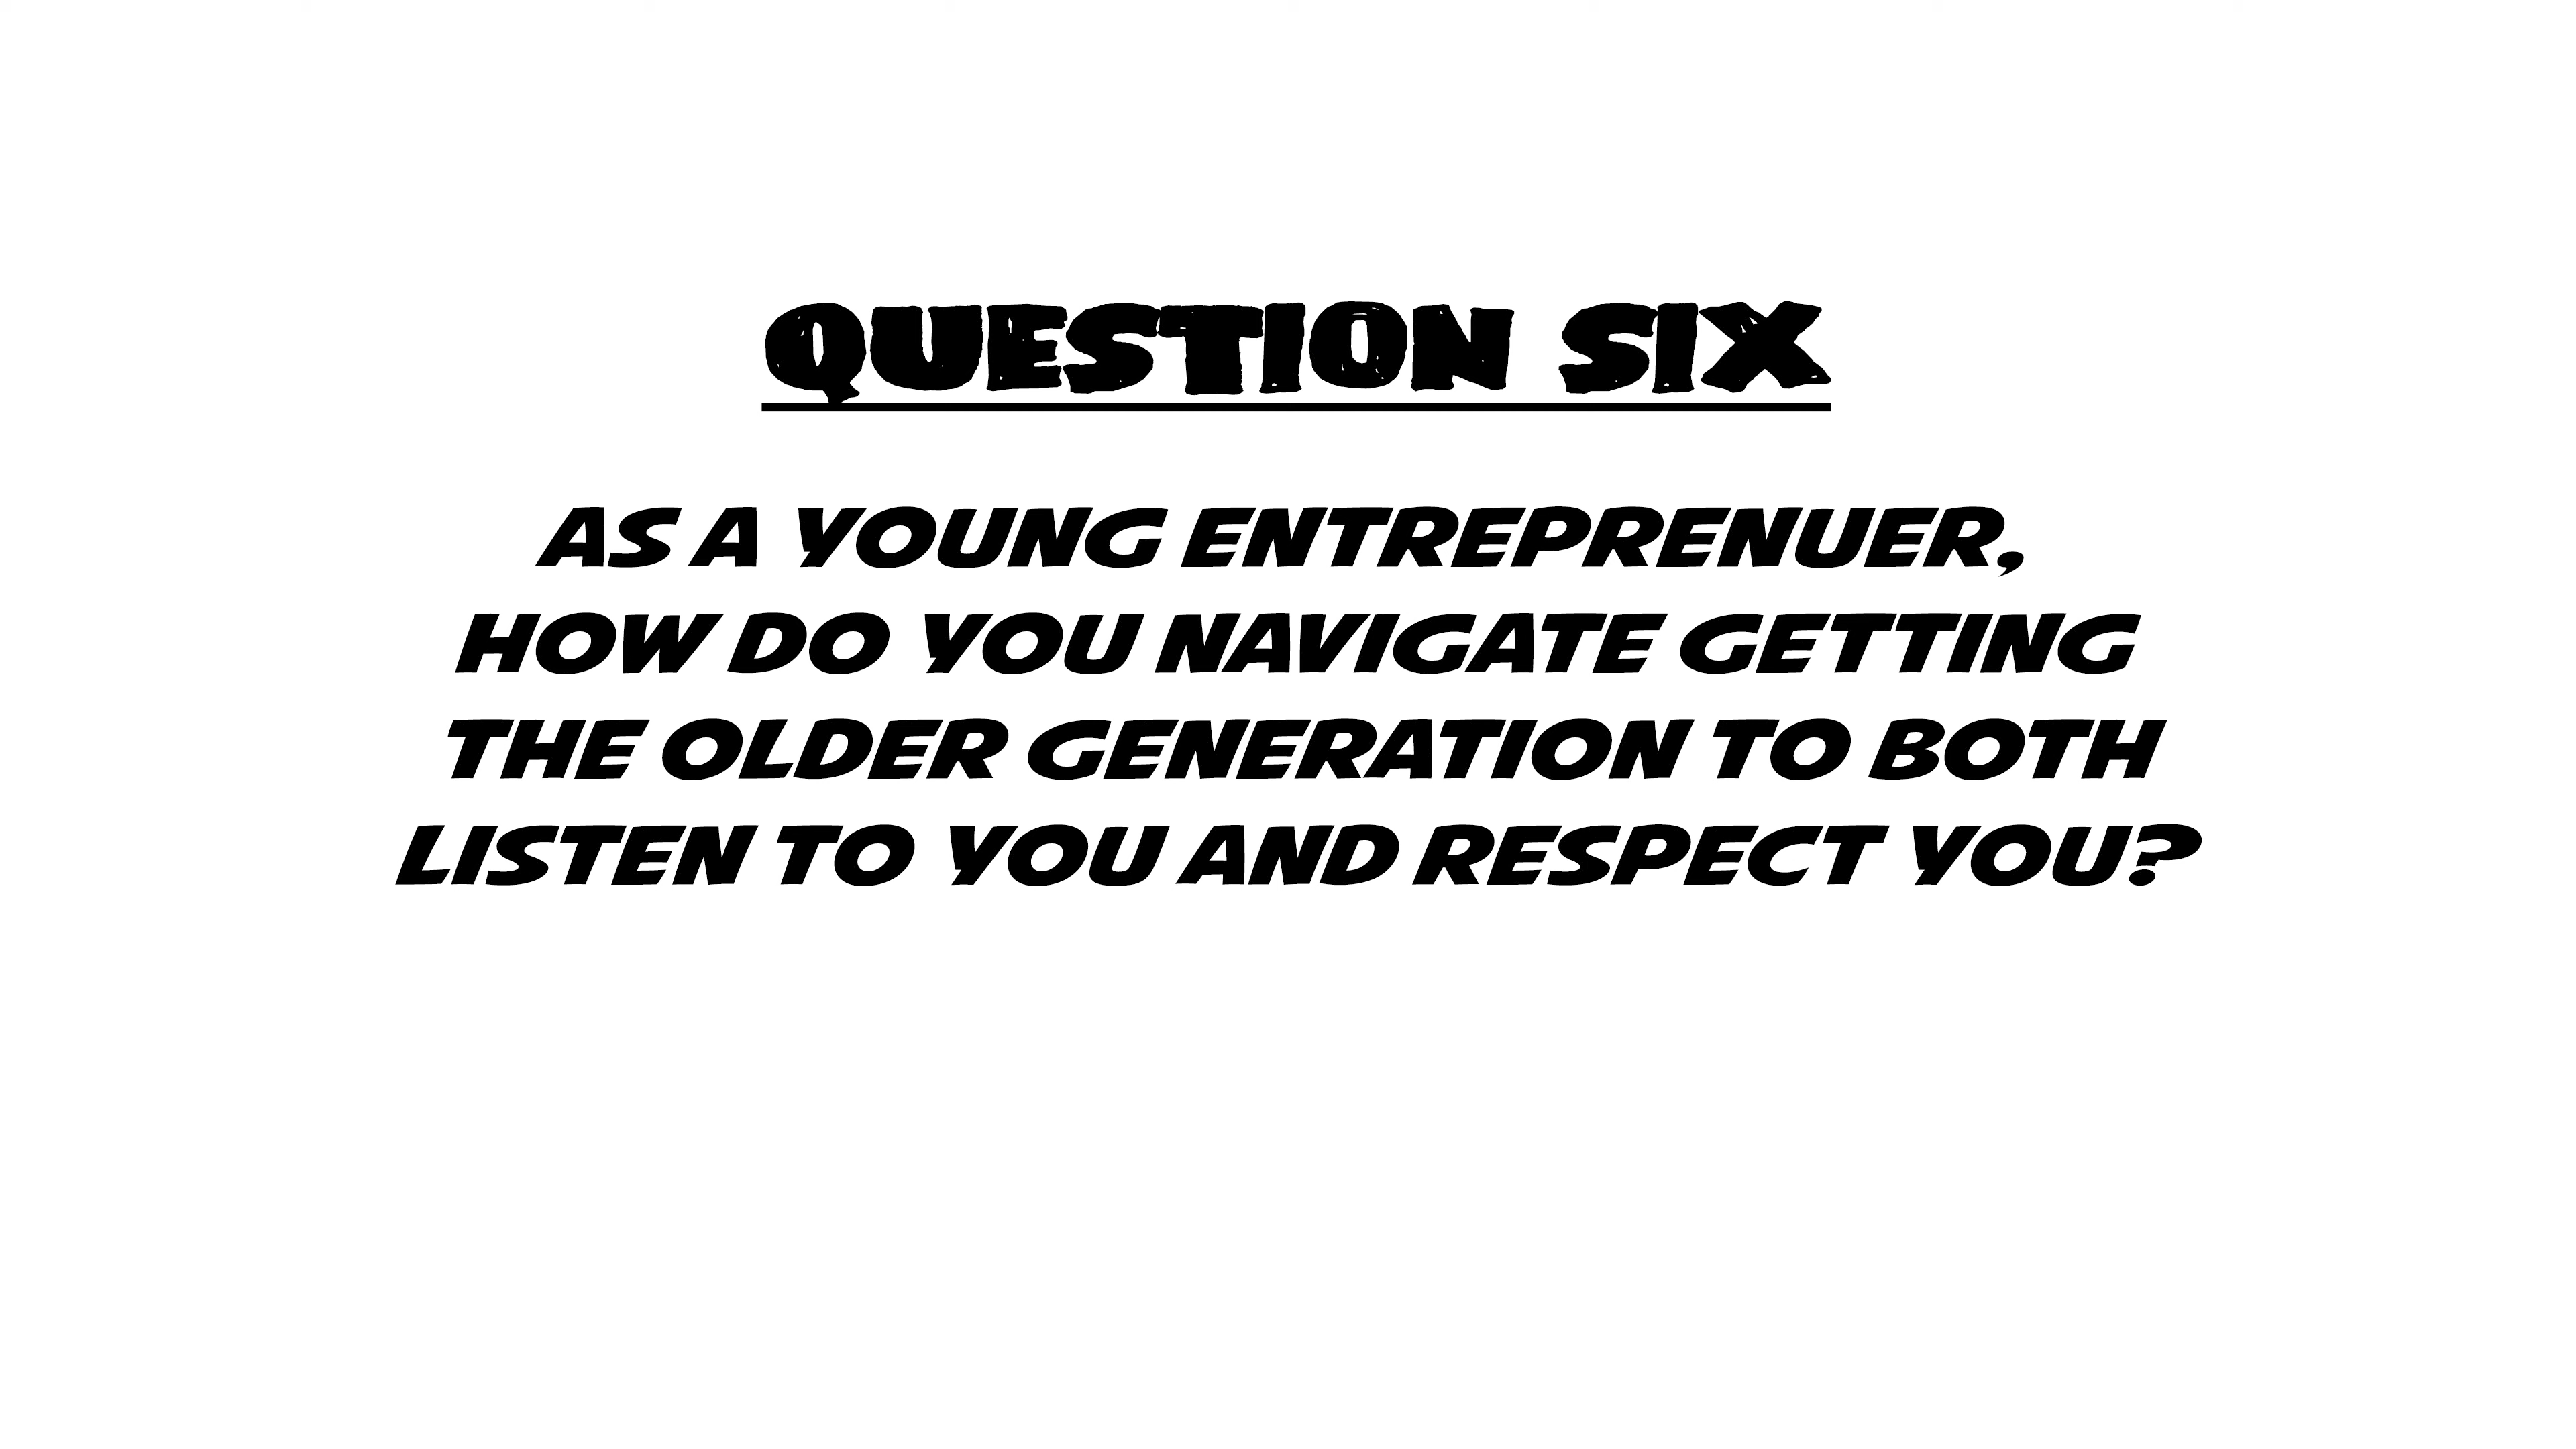 QUESTION SIX
AS A YOUNG ENTREPRENUER,
HOW DO YOU NAVIGATE GETTING
THE OLDER GENERATION TO BOTH
LISTEN TO YOU AND RESPECT YOU?